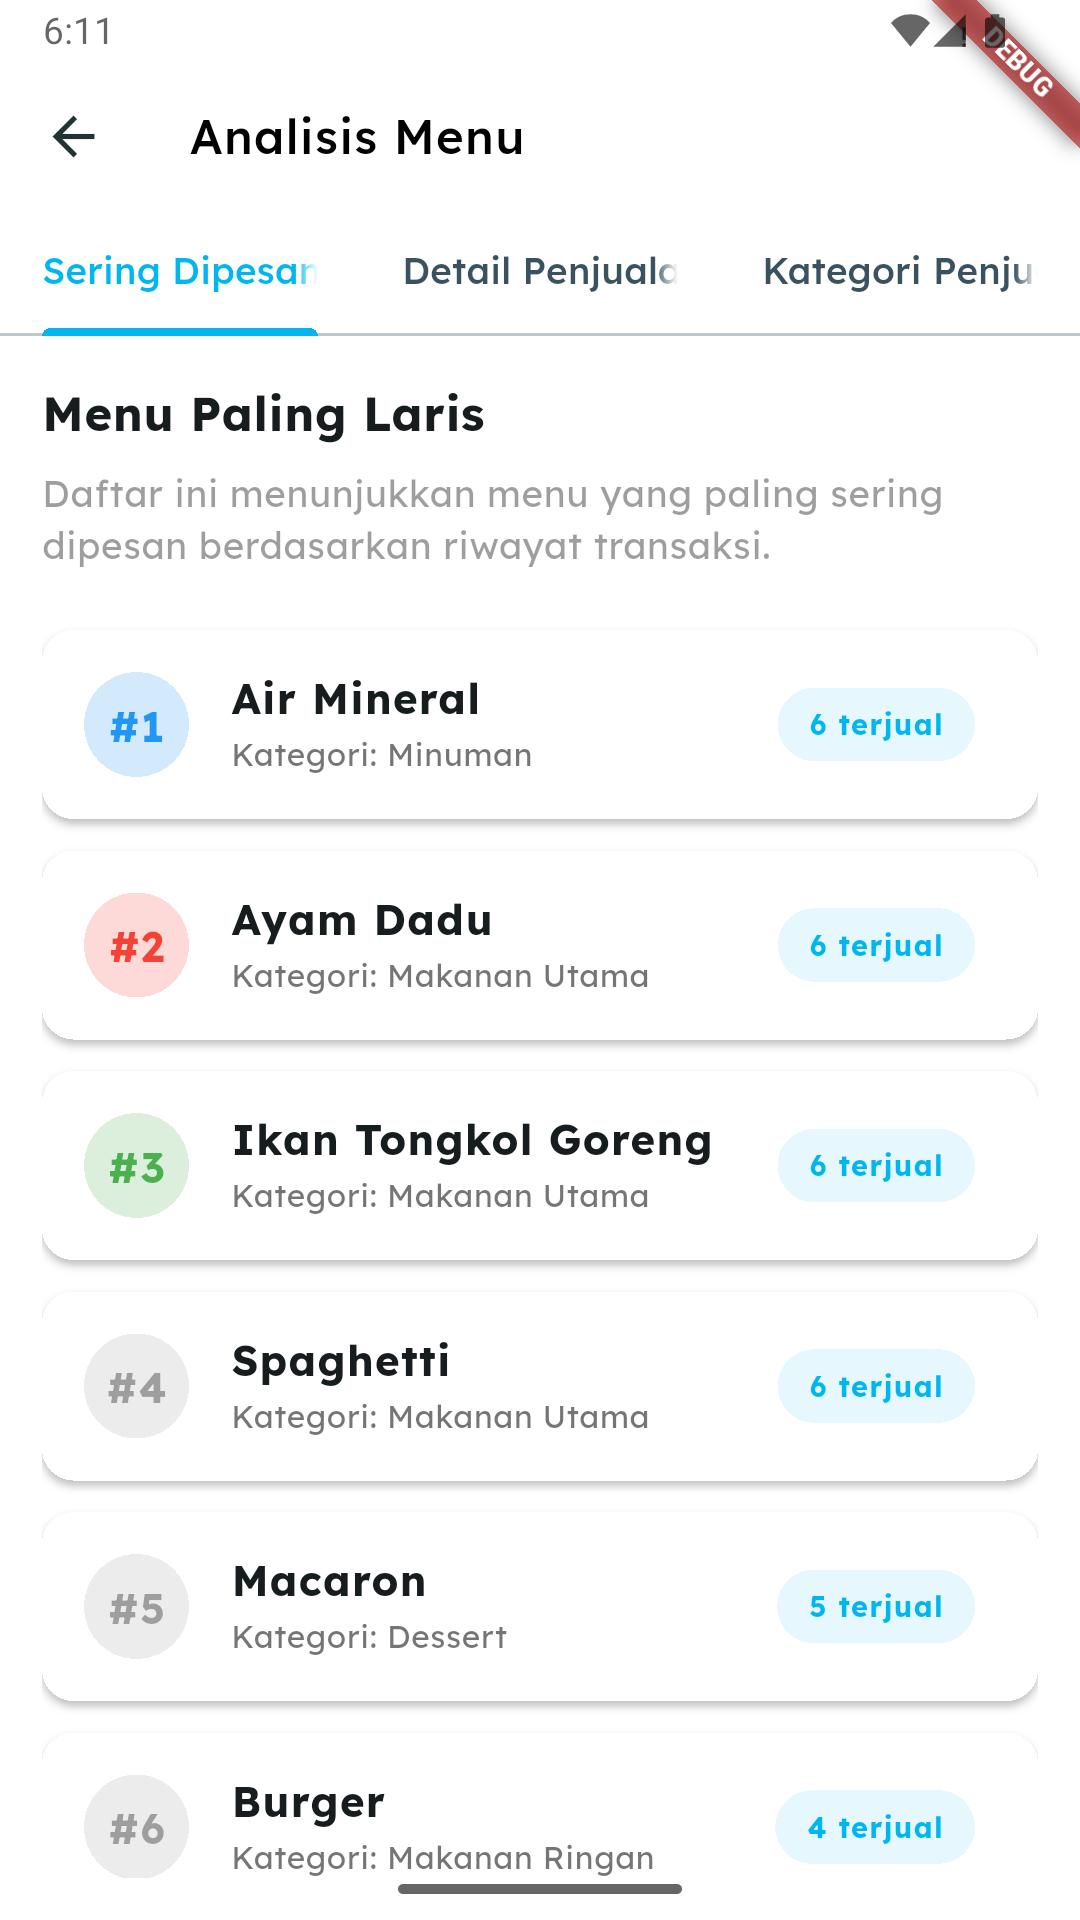 6:11
DEBUG
Analisis Menu
Sering Dipesan
Detail Penjuala
Kategori Penju
Menu Paling Laris
Daftar ini menunjukkan menu yang paling sering
dipesan berdasarkan riwayat transaksi.
#1
Air Mineral
Kategori: Minuman
6 terjual
#2
Ayam Dadu
Kategori: Makanan Utama
6 terjual
#3
Ikan Tongkol Goreng
Kategori: Makanan Utama
6 terjual
#4
Spaghetti
Kategori: Makanan Utama
6 terjual
#5
Macaron
Kategori: Dessert
5 terjual
#6
Burger
Kategori: Makanan Ringan
4 terjual